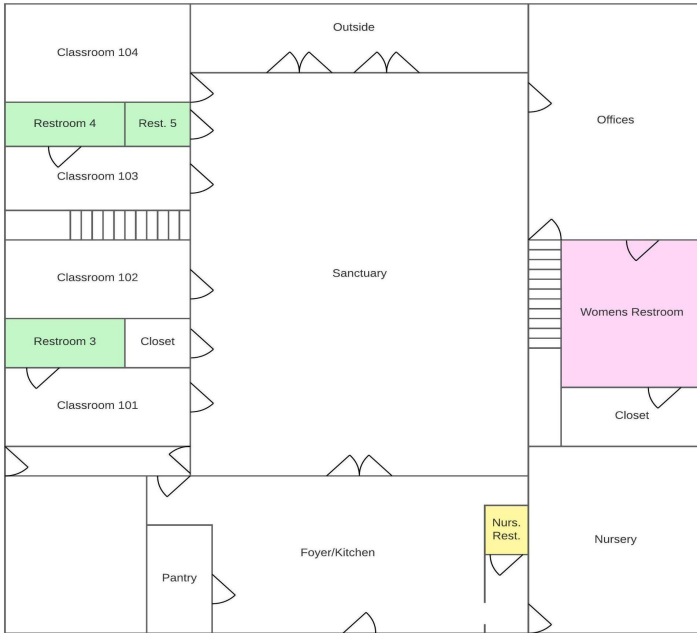 Outside
Classroom 104
Offices
Restroom 4
Rest. 5
Classroom 103
Sanctuary
Classroom 102
Womens Restroom
Restroom 3
Closet
Classroom 101
Closet
Nurs.
Rest.
Foyer/Kitchen
Nursery
Pantry